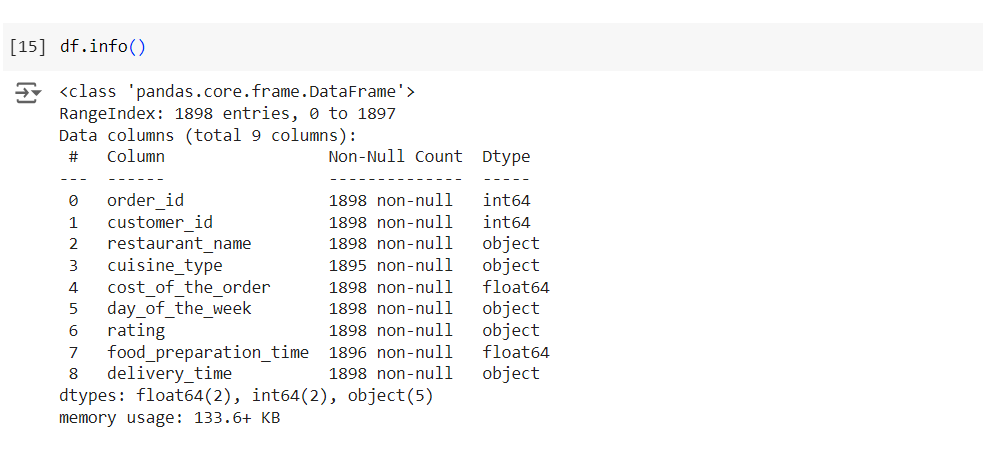 [15] df.info()
<class 'pandas.core.frame.DataFrame'>
RangeIndex: 1898 entries, 0 to 1897
Data columns (total 9 columns):
 #   Column                 Non-Null Count  Dtype
---  ------                 --------------  -----
 0   order_id               1898 non-null   int64
 1   customer_id            1898 non-null   int64
 2   restaurant_name        1898 non-null   object
 3   cuisine_type           1895 non-null   object
 4   cost_of_the_order      1898 non-null   float64
 5   day_of_the_week        1898 non-null   object
 6   rating                 1898 non-null   object
 7   food_preparation_time  1896 non-null   float64
 8   delivery_time          1898 non-null   object
dtypes: float64(2), int64(2), object(5)
memory usage: 133.6+ KB